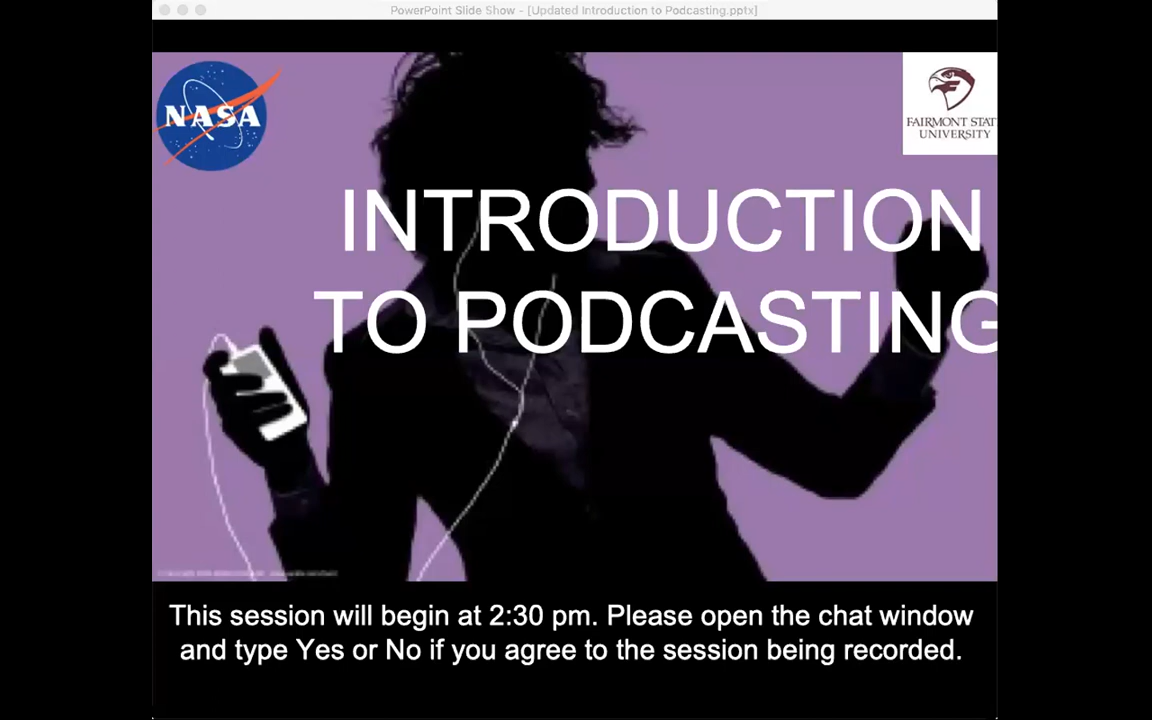 PowerPoint Slide Show - [Updated Introduction to Podcasting.pptx]
NASA
FAIRMONT STAT
UNIVERSITY
INTRODUCTION
TO PODCASTING
This session will begin at 2:30 pm. Please open the chat window
and type Yes or No if you agree to the session being recorded.